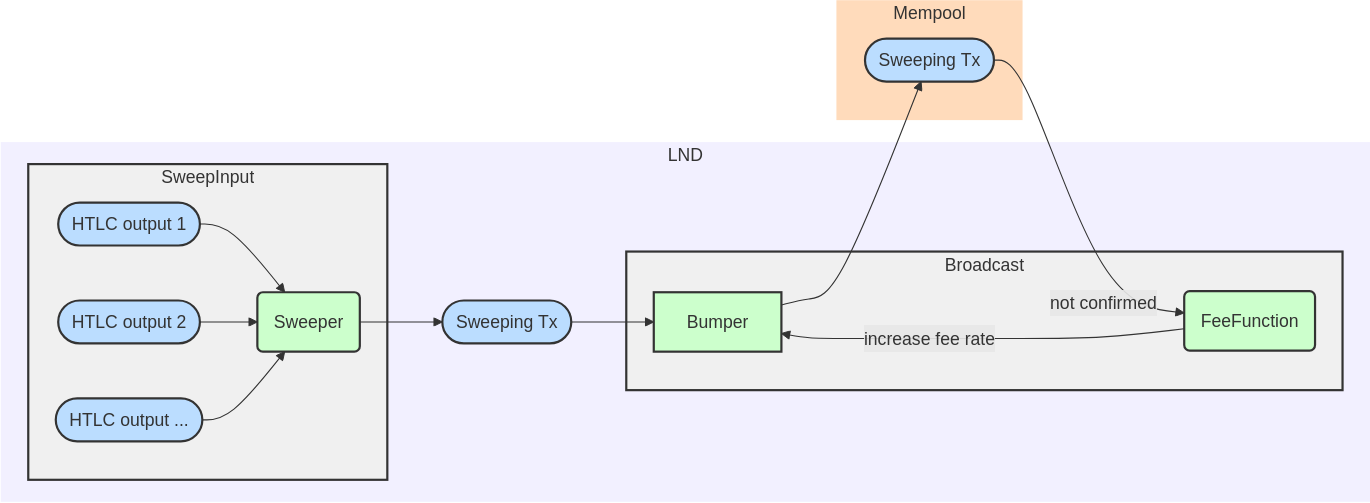 Mempool
Sweeping Tx
LND
SweepInput
HTLC output 1
HTLC output 2
HTLC output ...
Sweeper
Sweeping Tx
Broadcast
Bumper
not confirmed
FeeFunction
increase fee rate